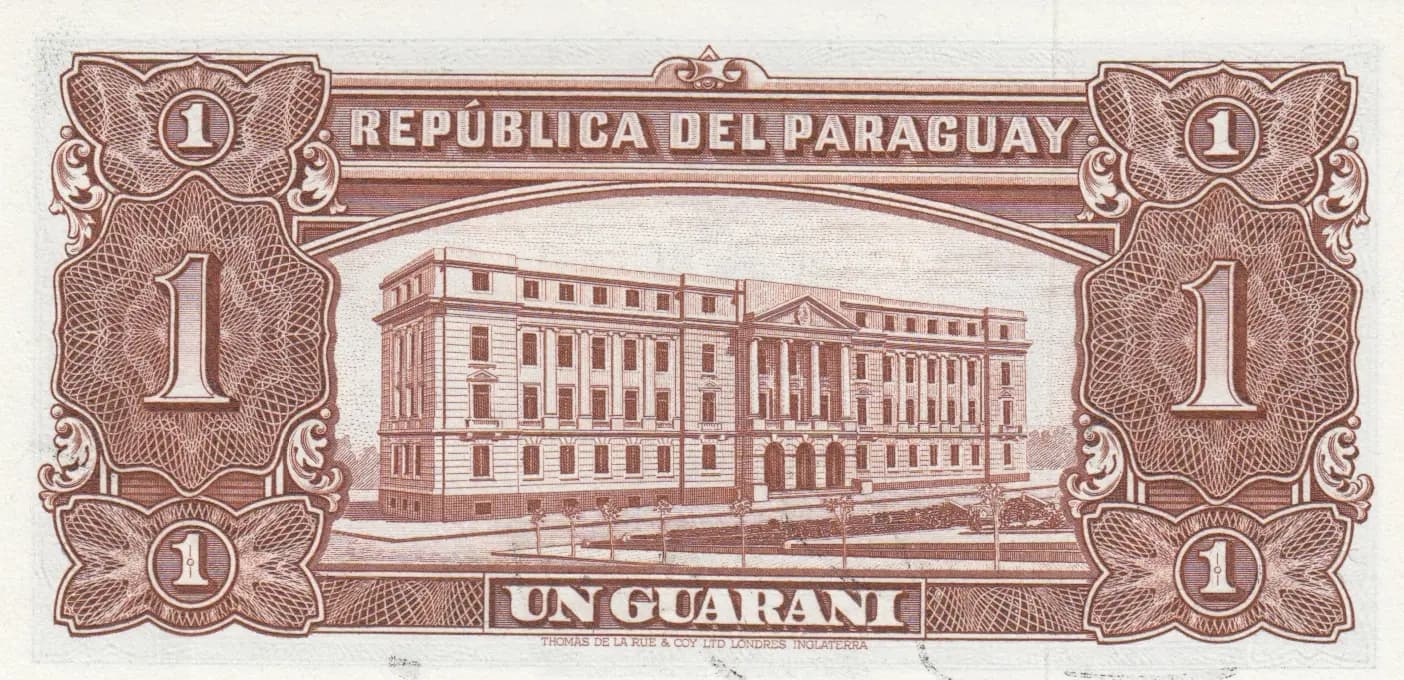 1 1
REPÚBLICA DEL PARAGUAY
1 1
1 1
UN GUARANI
THOMAS DE LA RUE & COY LTD LONDRES INGLATERRA